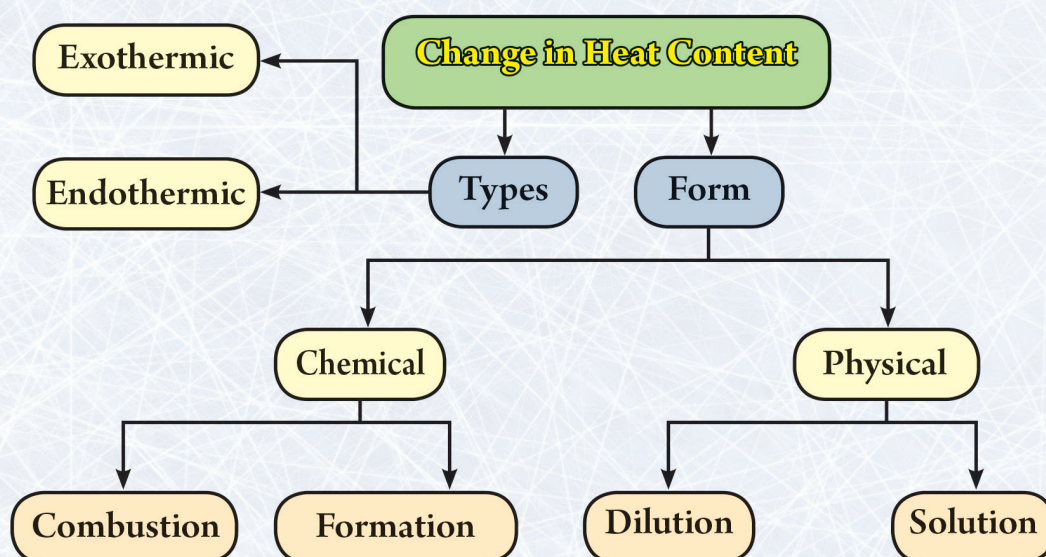 Change in Heat Content
Exothermic
Endothermic
Types
Form
Chemical
Physical
Combustion
Formation
Dilution
Solution